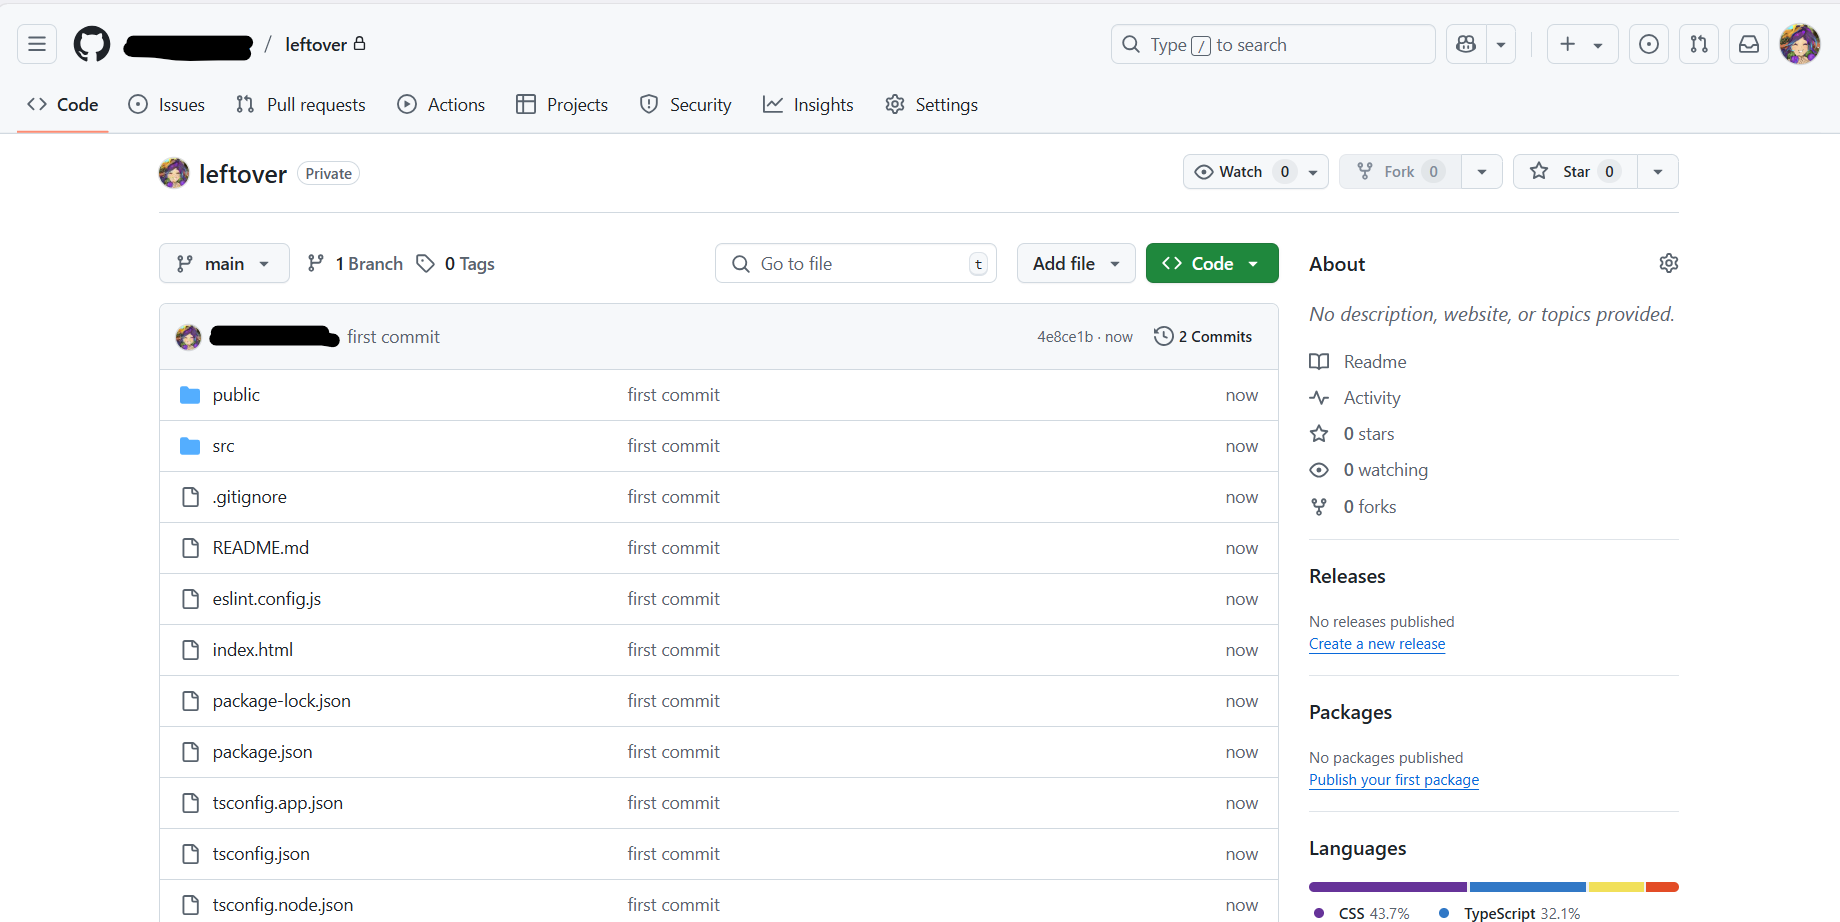 / leftover
Type / to search
Code Issues Pull requests Actions Projects Security Insights Settings
leftover Private
Watch 0 Fork 0 Star 0
main 1 Branch 0 Tags Go to file t Add file Code
first commit 4e8ce1b · now 2 Commits
public first commit now
src first commit now
.gitignore first commit now
README.md first commit now
eslint.config.js first commit now
index.html first commit now
package-lock.json first commit now
package.json first commit now
tsconfig.app.json first commit now
tsconfig.json first commit now
tsconfig.node.json first commit now
About
No description, website, or topics provided.
Readme
Activity
0 stars
0 watching
0 forks
Releases
No releases published
Create a new release
Packages
No packages published
Publish your first package
Languages
CSS 43.7% TypeScript 32.1%